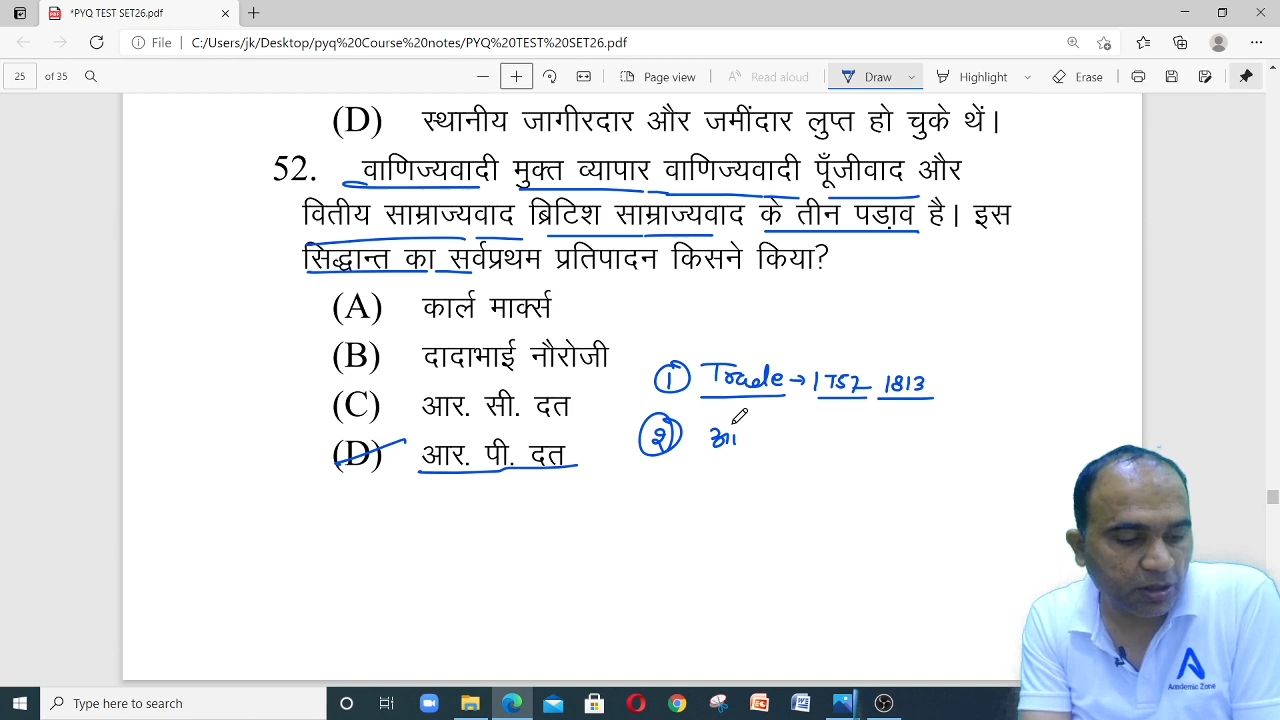 *PYQ TEST SET26.pdf
File C:/Users/jk/Desktop/pyq%20Course%20notes/PYQ%20TEST%20SET26.pdf
25 of 35 Page view Read aloud Draw Highlight Erase
(D) स्थानीय जागीरदार और जमींदार लुप्त हो चुके थें।
52. वाणिज्यवादी मुक्त व्यापार वाणिज्यवादी पूँजीवाद और
वितीय साम्राज्यवाद ब्रिटिश साम्राज्यवाद के तीन पड़ाव है। इस
सिद्धान्त का सर्वप्रथम प्रतिपादन किसने किया?
(A) कार्ल मार्क्स
(B) दादाभाई नौरोजी
① Trade → 1757 1813
(C) आर. सी. दत
② औ
(D) आर. पी. दत
Academic Zone
Type here to search